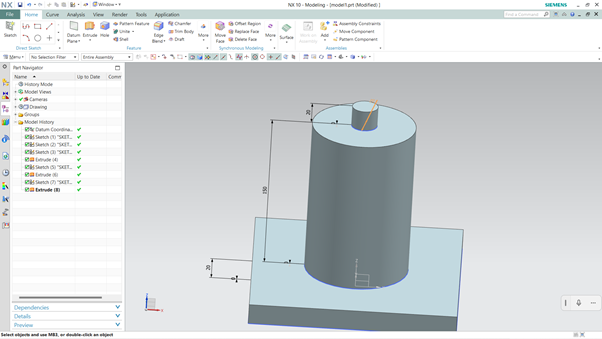 NX
Window
NX 10 - Modeling - [model1.prt (Modified) ]
SIEMENS
File Home Curve Analysis View Render Tools Application
Find a Command
Sketch
Datum Plane
Extrude
Hole
Pattern Feature
Unite
Shell
Edge Blend
Chamfer
Trim Body
Draft
More
Move Face
Offset Region
Replace Face
Delete Face
More
Surface
Add
Assembly Constraints
Move Component
Pattern Component
Direct Sketch Feature Synchronous Modeling Assemblies
Menu No Selection Filter Entire Assembly
Part Navigator
Name Up to Date Comm
History Mode
Model Views
Cameras
Drawing
Groups
Model History
Datum Coordina...
Sketch (1) "SKET...
Sketch (2) "SKET...
Sketch (3) "SKET...
Extrude (4)
Sketch (5) "SKET...
Extrude (6)
Sketch (7) "SKET...
Extrude (8)
20
150
20
Dependencies
Details
Preview
Select objects and use MB3, or double-click an object